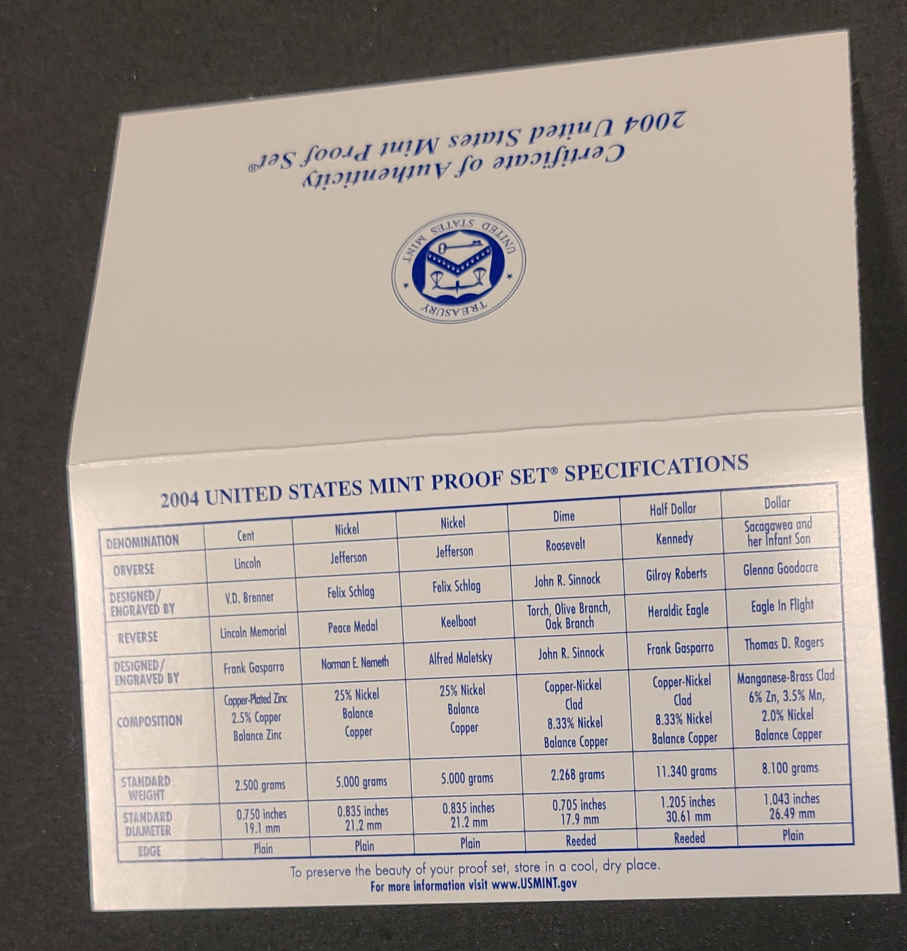 Certificate of Authenticity
2004 United States Mint Proof Set®
UNITED STATES MINT
TREASURY
2004 UNITED STATES MINT PROOF SET® SPECIFICATIONS
DENOMINATION Cent Nickel Nickel Dime Half Dollar Dollar
OBVERSE Lincoln Jefferson Jefferson Roosevelt Kennedy Sacagawea and
her Infant Son
DESIGNED/
ENGRAVED BY V.D. Brenner Felix Schlag Felix Schlag John R. Sinnock Gilroy Roberts Glenna Goodacre
REVERSE Lincoln Memorial Peace Medal Keelboat Torch, Olive Branch, Heraldic Eagle Eagle In Flight
Oak Branch
DESIGNED/
ENGRAVED BY Frank Gasparro Norman E. Nemeth Alfred Maletsky John R. Sinnock Frank Gasparro Thomas D. Rogers
COMPOSITION Copper-Plated Zinc 25% Nickel 25% Nickel Copper-Nickel Copper-Nickel Manganese-Brass Clad
2.5% Copper Balance Balance Clad Clad 6% Zn, 3.5% Mn,
Balance Zinc Copper Copper 8.33% Nickel 8.33% Nickel 2.0% Nickel
Balance Copper Balance Copper Balance Copper
STANDARD
WEIGHT 2.500 grams 5.000 grams 5.000 grams 2.268 grams 11.340 grams 8.100 grams
STANDARD 0.750 inches 0.835 inches 0.835 inches 0.705 inches 1.205 inches 1.043 inches
DIAMETER 19.1 mm 21.2 mm 21.2 mm 17.9 mm 30.61 mm 26.49 mm
EDGE Plain Plain Plain Reeded Reeded Plain
To preserve the beauty of your proof set, store in a cool, dry place.
For more information visit www.USMINT.gov